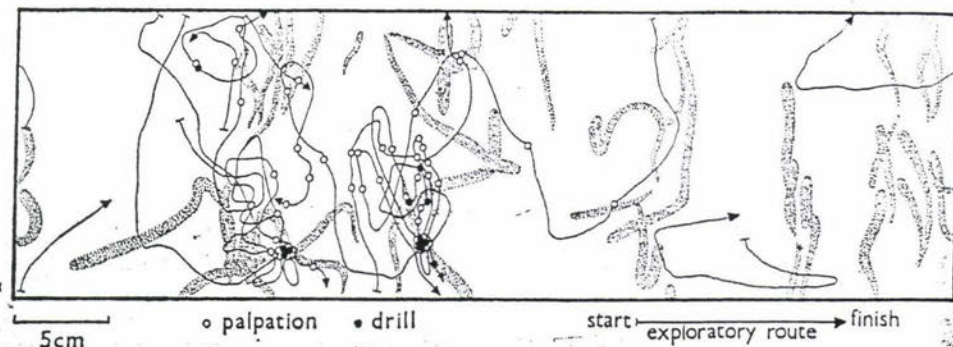 ○ palpation • drill start exploratory route finish
5cm